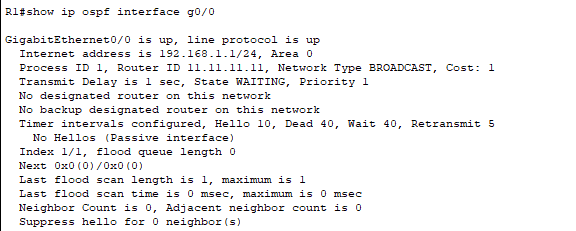 R1#show ip ospf interface g0/0
GigabitEthernet0/0 is up, line protocol is up
Internet address is 192.168.1.1/24, Area 0
Process ID 1, Router ID 11.11.11.11, Network Type BROADCAST, Cost: 1
Transmit Delay is 1 sec, State WAITING, Priority 1
No designated router on this network
No backup designated router on this network
Timer intervals configured, Hello 10, Dead 40, Wait 40, Retransmit 5
No Hellos (Passive interface)
Index 1/1, flood queue length 0
Next 0x0(0)/0x0(0)
Last flood scan length is 1, maximum is 1
Last flood scan time is 0 msec, maximum is 0 msec
Neighbor Count is 0, Adjacent neighbor count is 0
Suppress hello for 0 neighbor(s)